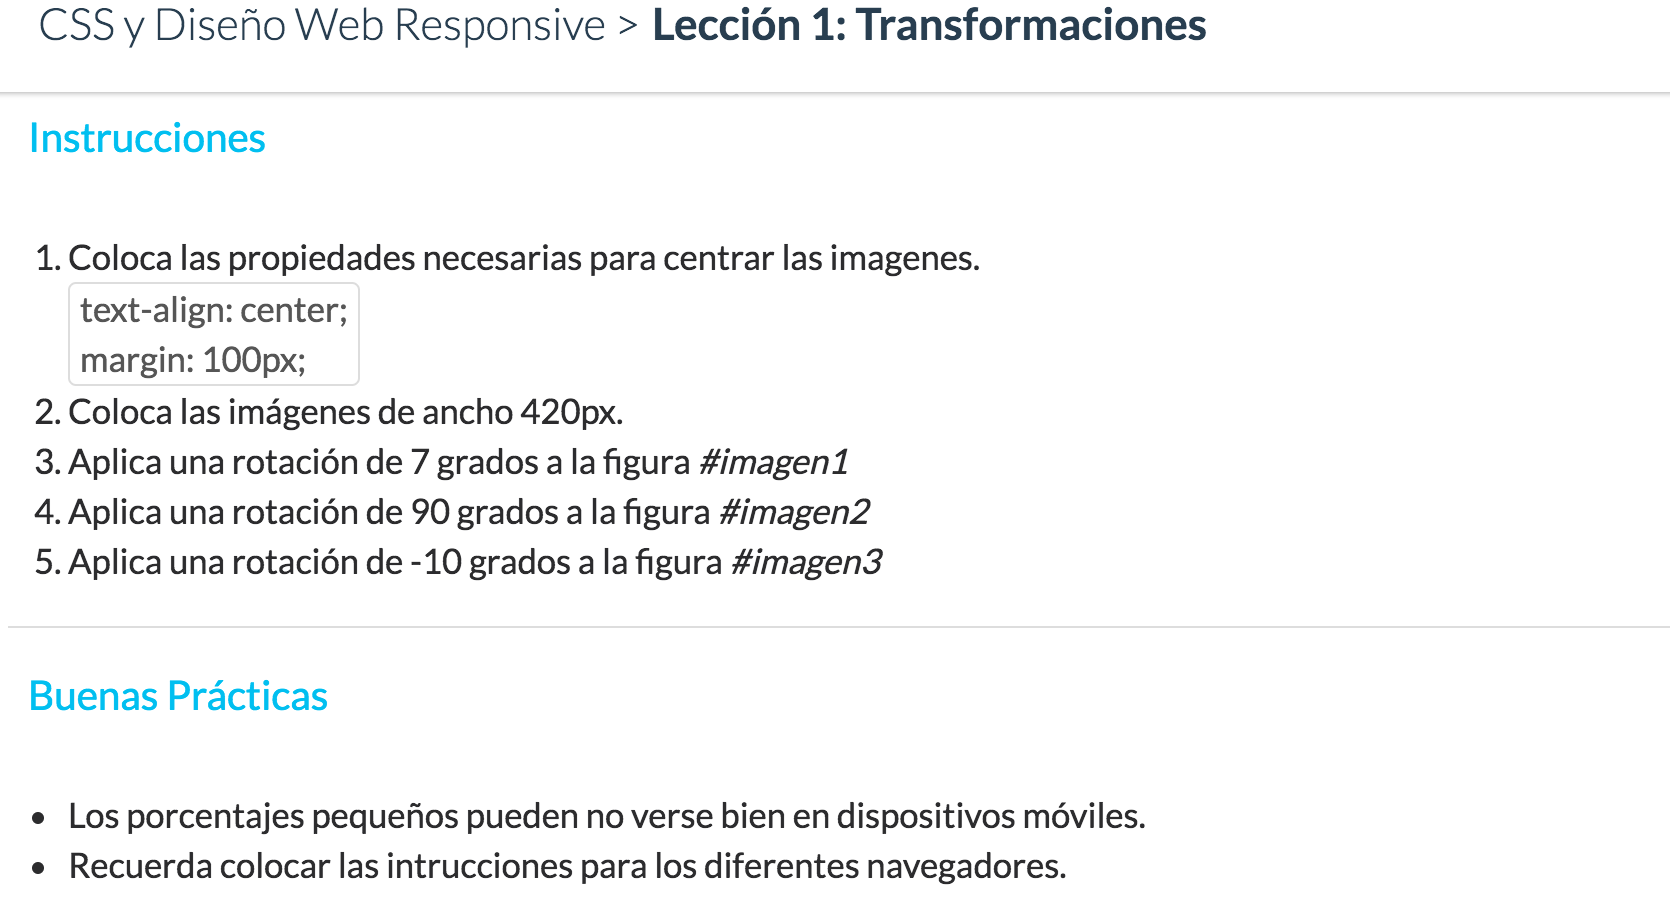 CSS y Diseño Web Responsive > Lección 1: Transformaciones
Instrucciones
1. Coloca las propiedades necesarias para centrar las imagenes.
text-align: center;
margin: 100px;
2. Coloca las imágenes de ancho 420px.
3. Aplica una rotación de 7 grados a la figura #imagen1
4. Aplica una rotación de 90 grados a la figura #imagen2
5. Aplica una rotación de -10 grados a la figura #imagen3
Buenas Prácticas
• Los porcentajes pequeños pueden no verse bien en dispositivos móviles.
• Recuerda colocar las intrucciones para los diferentes navegadores.